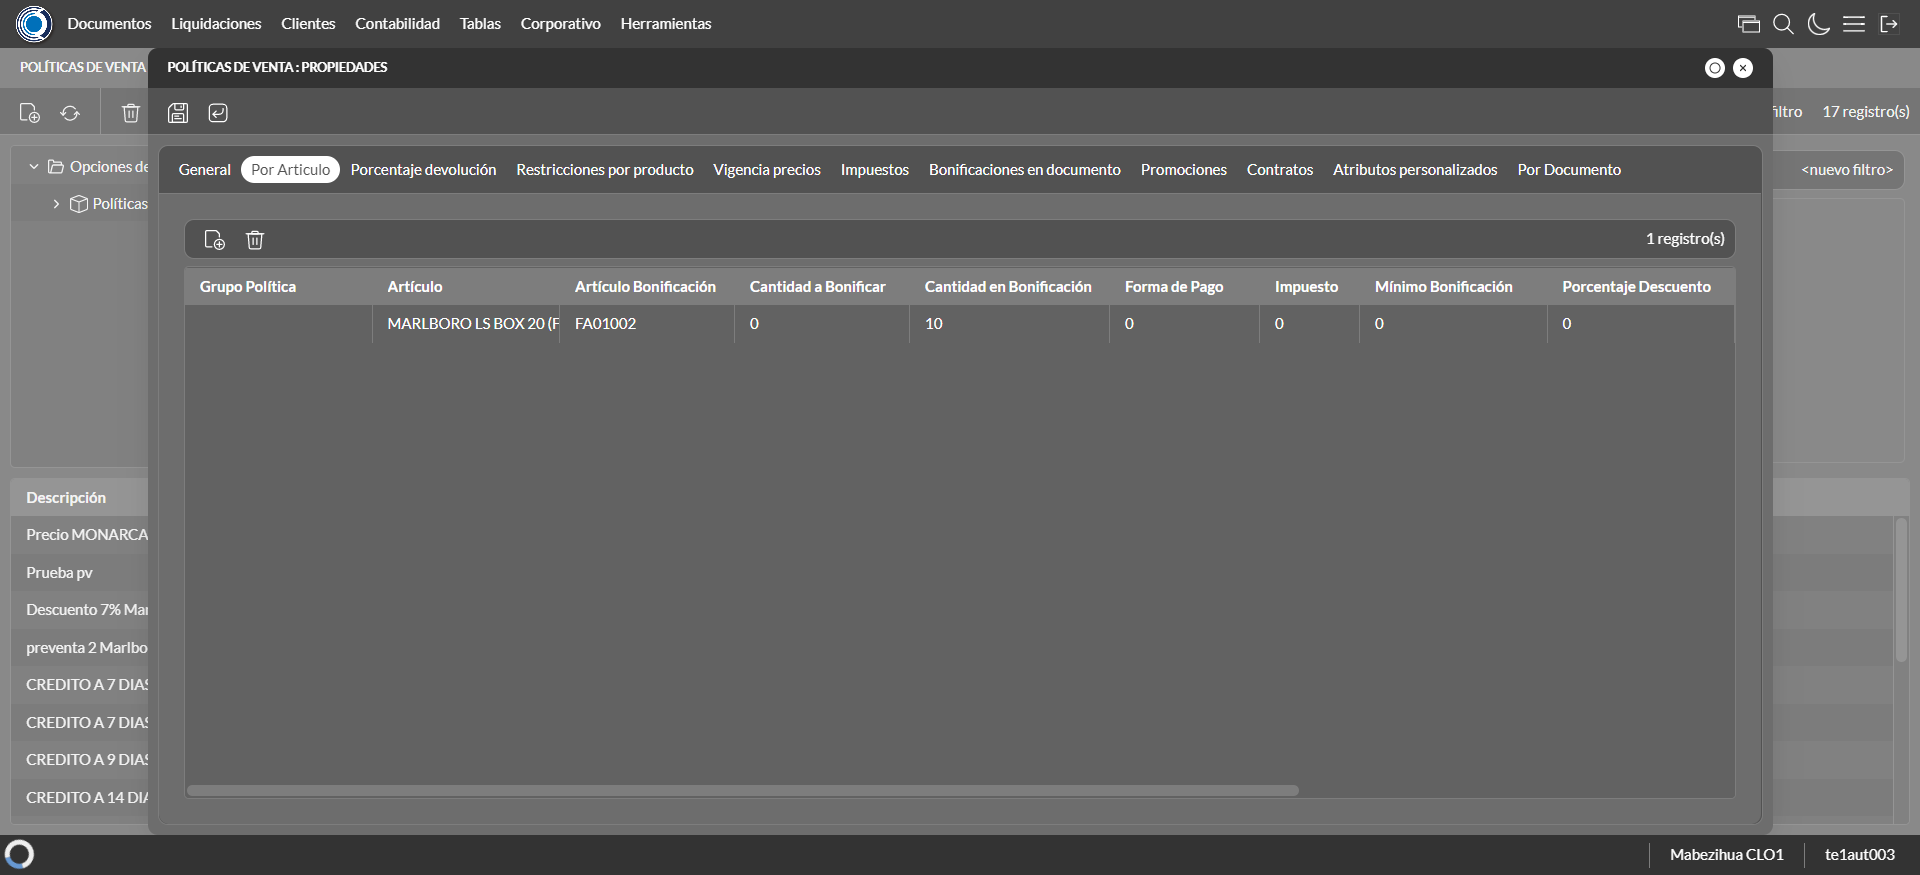 Documentos Liquidaciones Clientes Contabilidad Tablas Corporativo Herramientas
POLÍTICAS DE VENTA
POLÍTICAS DE VENTA : PROPIEDADES
filtro 17 registro(s)
Opciones de
Políticas
<nuevo filtro>
General Por Articulo Porcentaje devolución Restricciones por producto Vigencia precios Impuestos Bonificaciones en documento Promociones Contratos Atributos personalizados Por Documento
1 registro(s)
Grupo Política Artículo Artículo Bonificación Cantidad a Bonificar Cantidad en Bonificación Forma de Pago Impuesto Mínimo Bonificación Porcentaje Descuento
MARLBORO LS BOX 20 (F FA01002 0 10 0 0 0 0
Descripción
Precio MONARCA
Prueba pv
Descuento 7% Mar
preventa 2 Marlbo
CREDITO A 7 DIAS
CREDITO A 7 DIAS
CREDITO A 9 DIAS
CREDITO A 14 DIA
Mabezihua CLO1 te1aut003